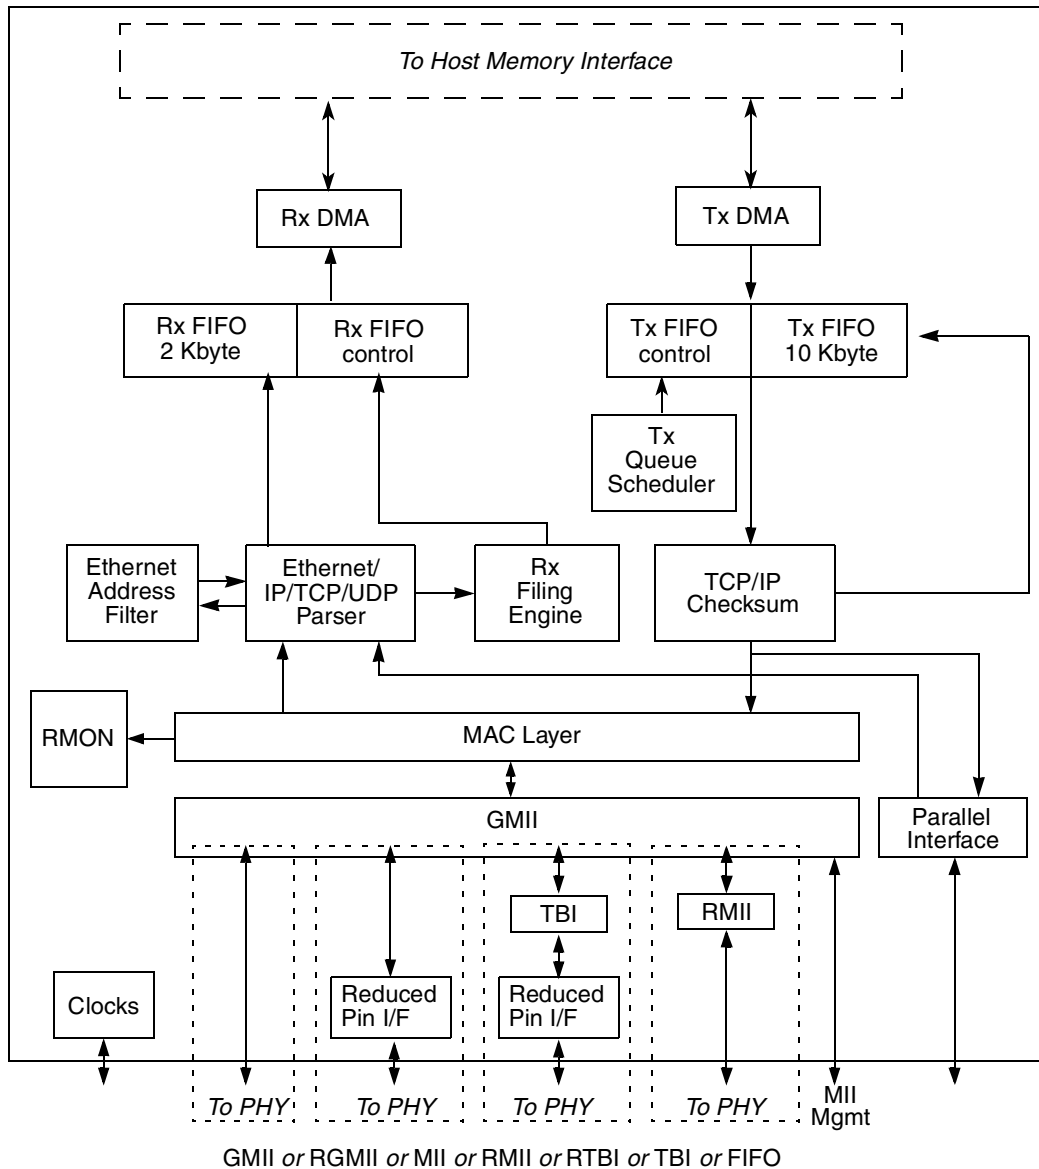 To Host Memory Interface
Rx DMA
Tx DMA
Rx FIFO
2 Kbyte
Rx FIFO
control
Tx FIFO
control
Tx FIFO
10 Kbyte
Tx
Queue
Scheduler
Ethernet
Address
Filter
Ethernet/
IP/TCP/UDP
Parser
Rx
Filing
Engine
TCP/IP
Checksum
RMON
MAC Layer
GMII
Parallel
Interface
TBI
RMII
Clocks
Reduced
Pin I/F
Reduced
Pin I/F
To PHY
To PHY
To PHY
To PHY
MII
Mgmt
GMII or RGMII or MII or RMII or RTBI or TBI or FIFO